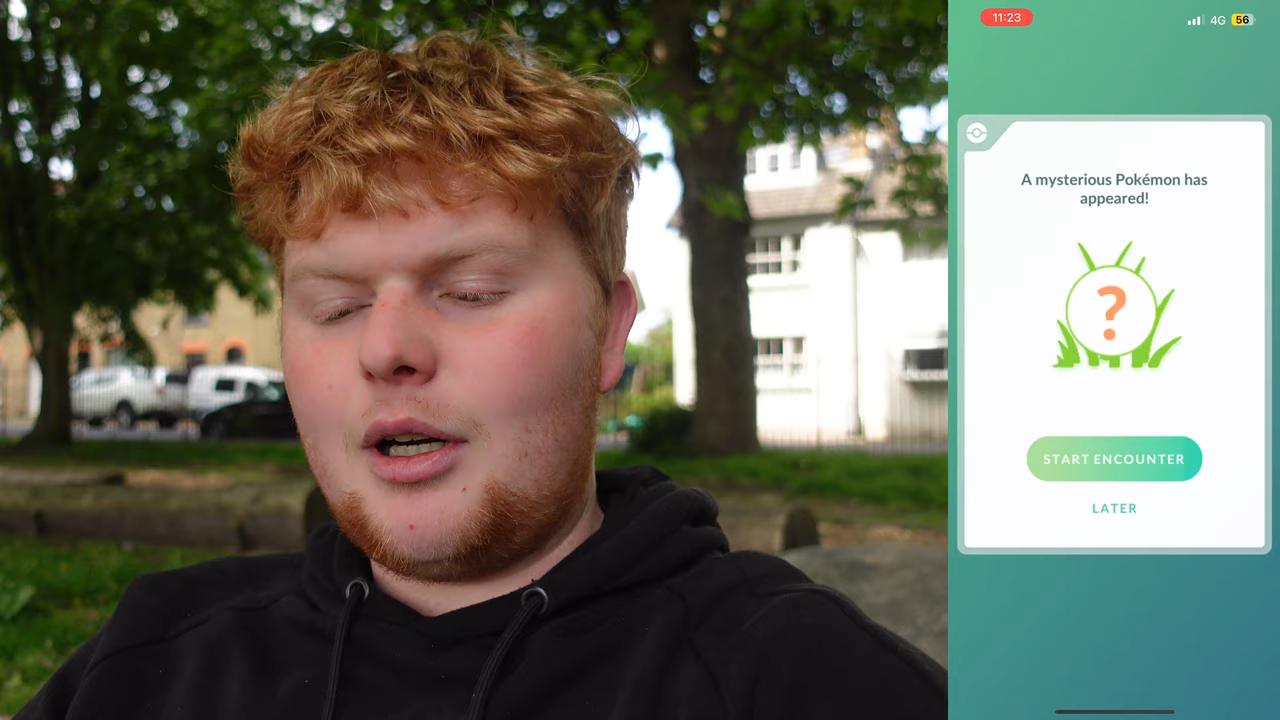 11:23
4G
56
A mysterious Pokémon has
appeared!
?
START ENCOUNTER
LATER